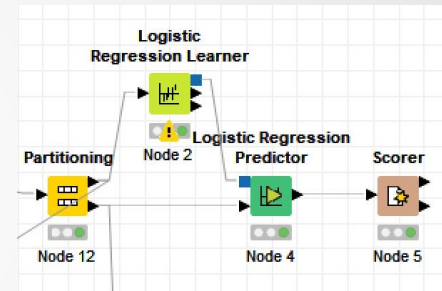 Logistic
Regression Learner
Node 2
Partitioning
Node 12
Logistic Regression
Predictor
Node 4
Scorer
Node 5